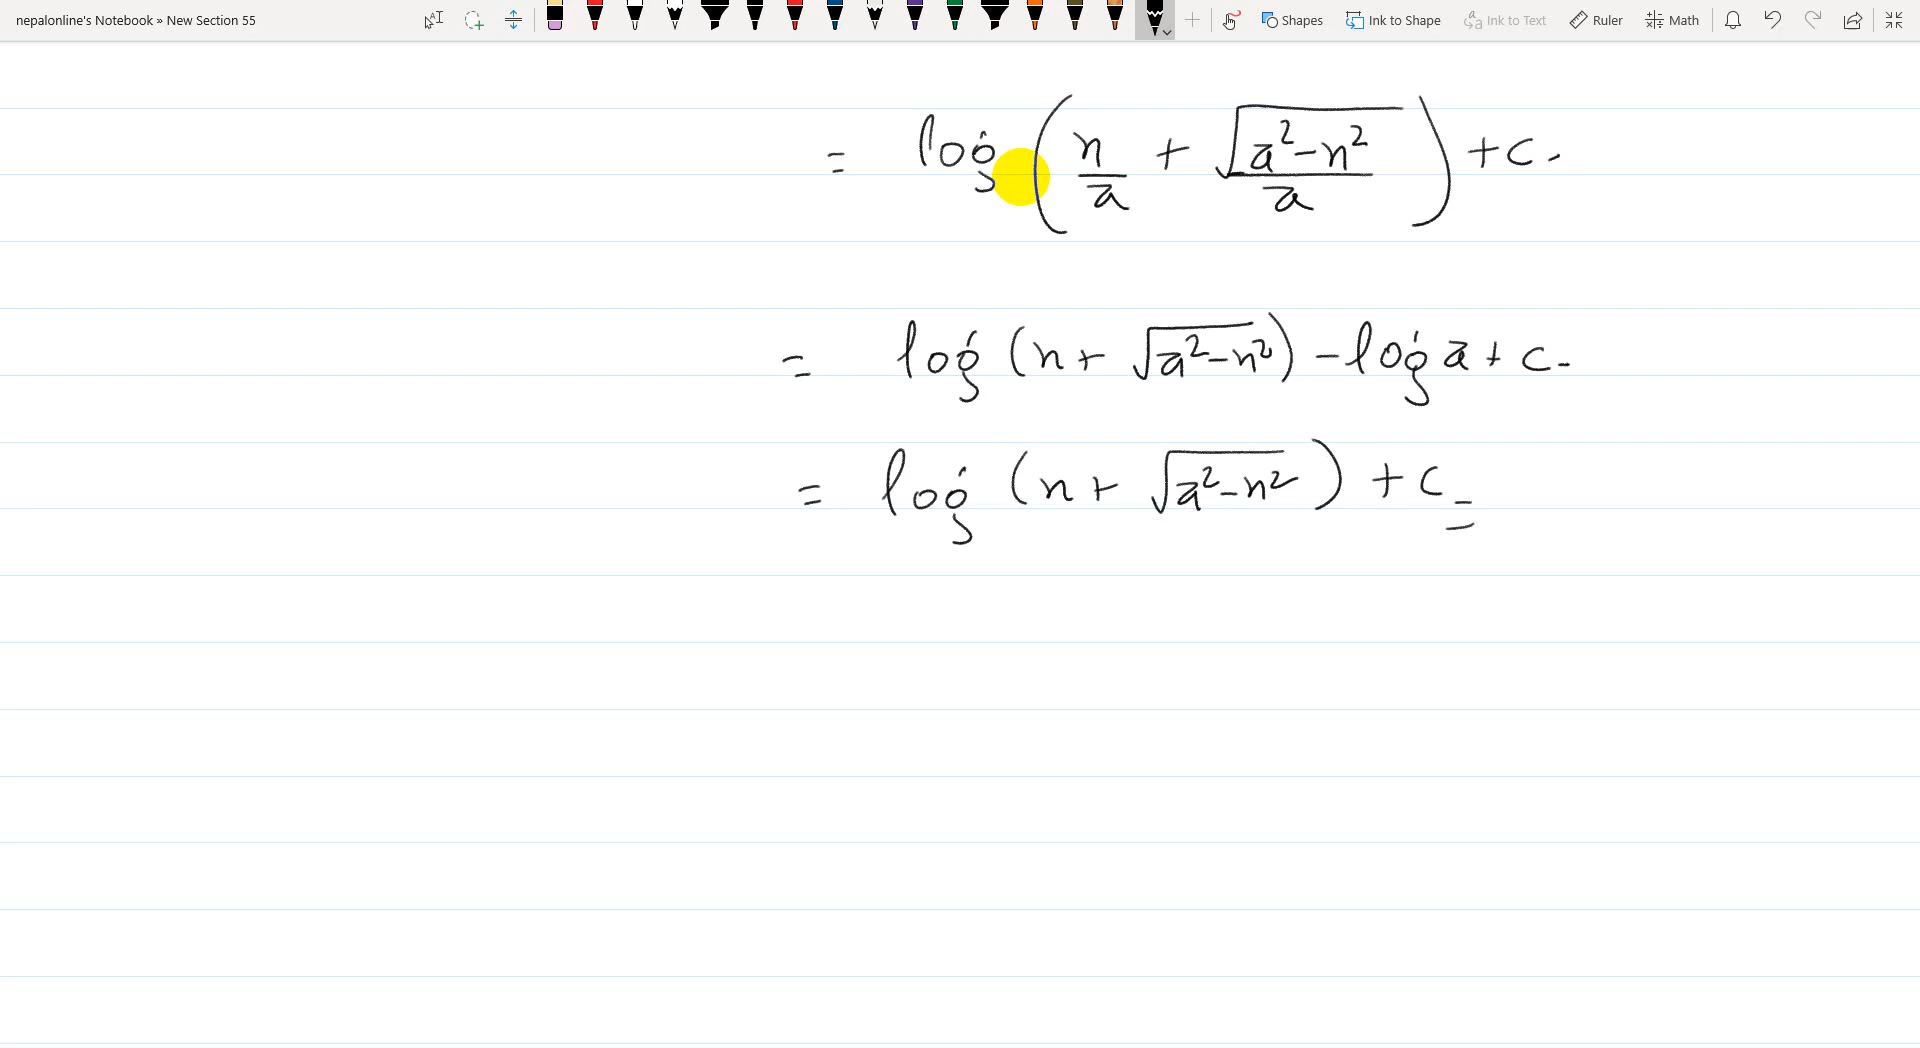 nepalonline's Notebook » New Section 55 Shapes Ink to Shape Ink to Text Ruler Math
= log (n/a + √(a²-n²)/a) + c.
= log (n + √(a²-n²)) - log a + c.
= log (n + √(a²-n²)) + c